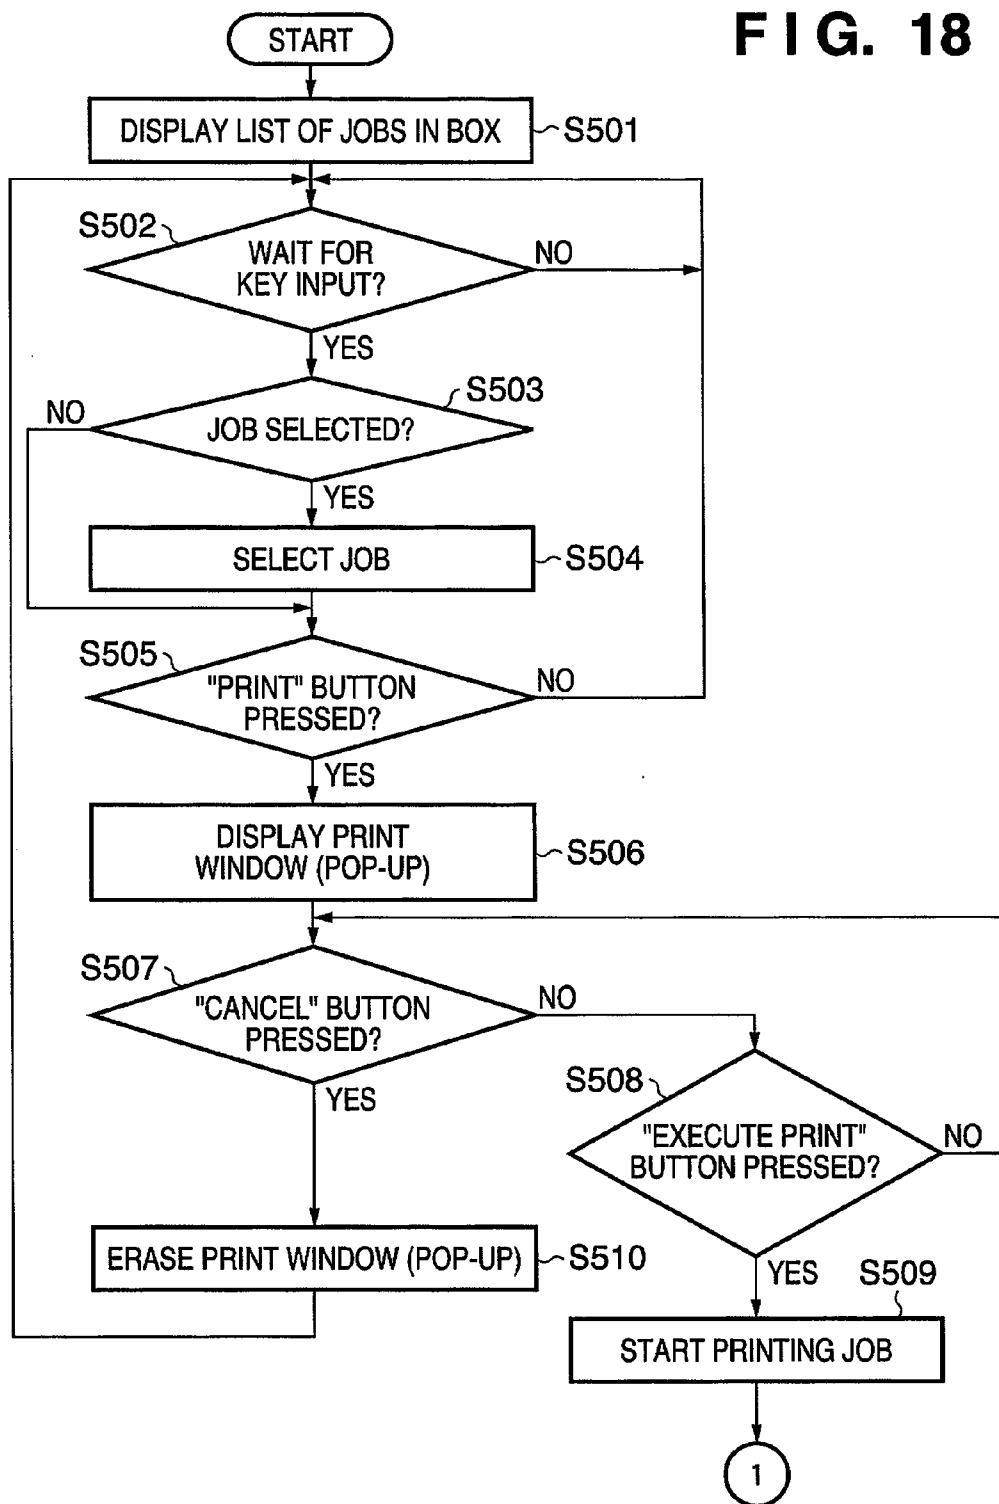 FIG. 18
START
DISPLAY LIST OF JOBS IN BOX
S501
S502
WAIT FOR
KEY INPUT?
NO
YES
S503
NO
JOB SELECTED?
YES
SELECT JOB
S504
S505
"PRINT" BUTTON
PRESSED?
NO
YES
DISPLAY PRINT
WINDOW (POP-UP)
S506
S507
"CANCEL" BUTTON
PRESSED?
NO
YES
S508
"EXECUTE PRINT"
BUTTON PRESSED?
NO
YES
ERASE PRINT WINDOW (POP-UP)
S510
S509
START PRINTING JOB
1